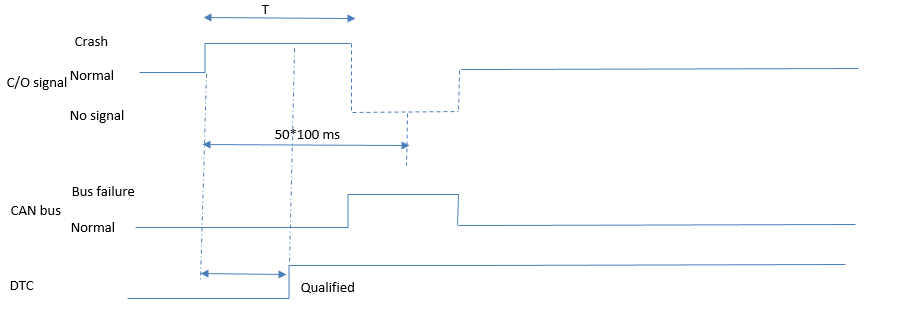 T
Crash
C/O signal
Normal
No signal
50*100 ms
Bus failure
CAN bus
Normal
DTC
Qualified